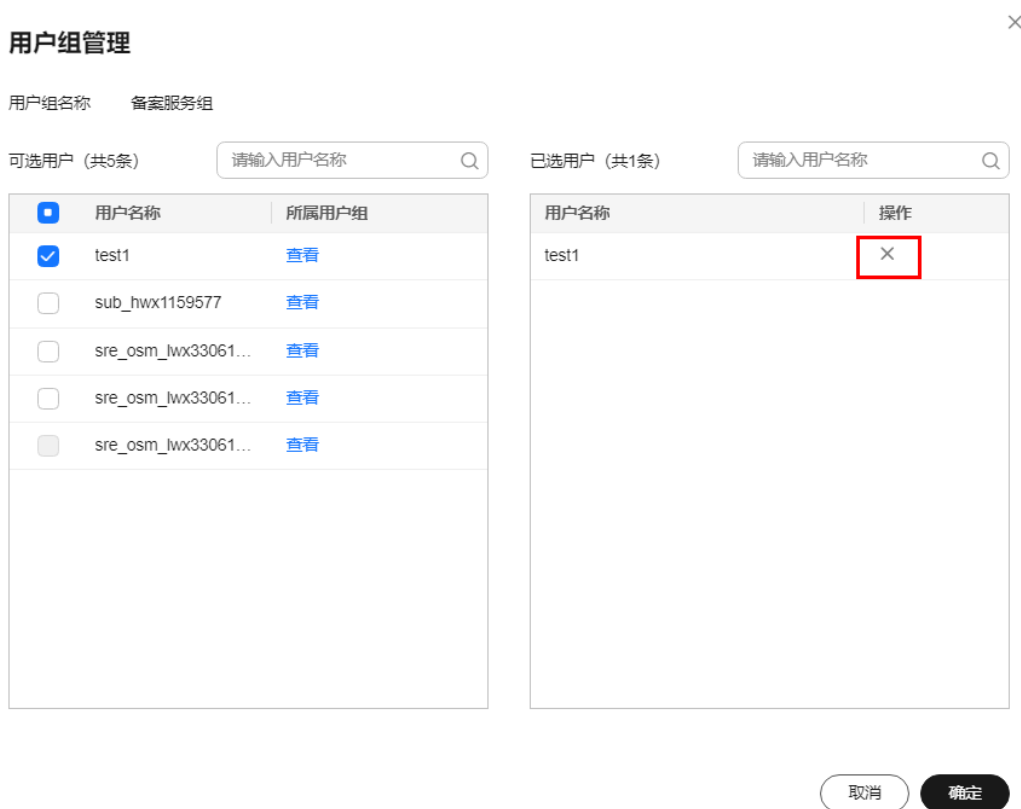 用户组管理
用户组名称 备案服务组
可选用户（共5条） 请输入用户名称
用户名称 所属用户组
test1 查看
sub_hwx1159577 查看
sre_osm_lwx33061... 查看
sre_osm_lwx33061... 查看
sre_osm_lwx33061... 查看
已选用户（共1条） 请输入用户名称
用户名称 操作
test1
取消 确定